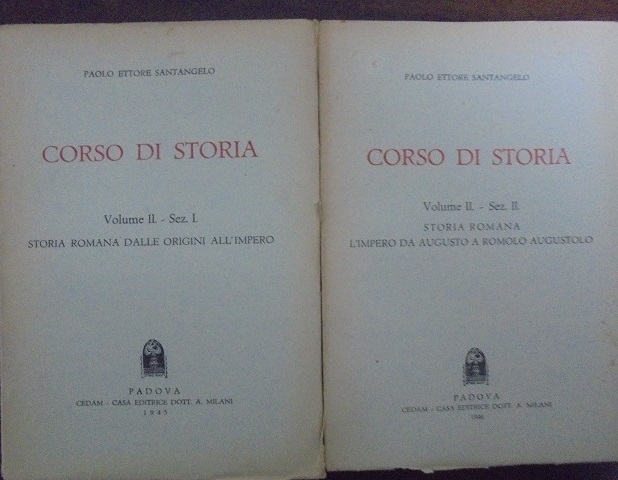 PAOLO ETTORE SANTANGELO
CORSO DI STORIA
Volume II. - Sez. I.
STORIA ROMANA DALLE ORIGINI ALL'IMPERO
PADOVA
CEDAM - CASA EDITRICE DOTT. A. MILANI
1945
PAOLO ETTORE SANTANGELO
CORSO DI STORIA
Volume II. - Sez. II.
STORIA ROMANA
L'IMPERO DA AUGUSTO A ROMOLO AUGUSTOLO
PADOVA
CEDAM - CASA EDITRICE DOTT. A. MILANI
1946